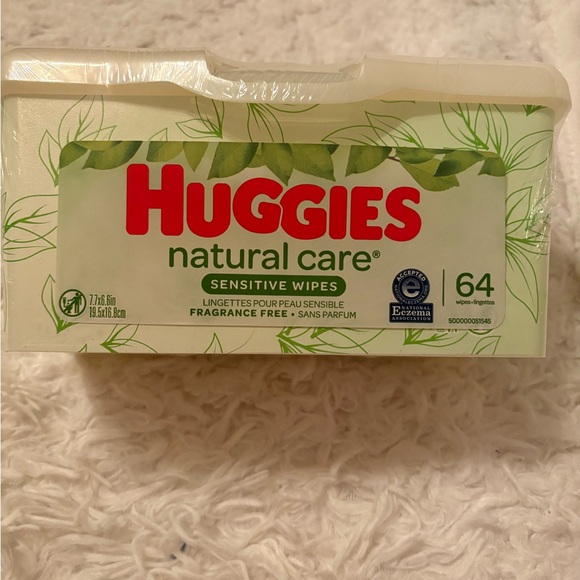 HUGGIES
natural care®
SENSITIVE WIPES
LINGETTES POUR PEAU SENSIBLE
FRAGRANCE FREE • SANS PARFUM
7.7x6.6in
19.5x16.8cm
ACCEPTED
e
NATIONAL
Eczema
ASSOCIATION
64
wipes•lingettes
500000051545